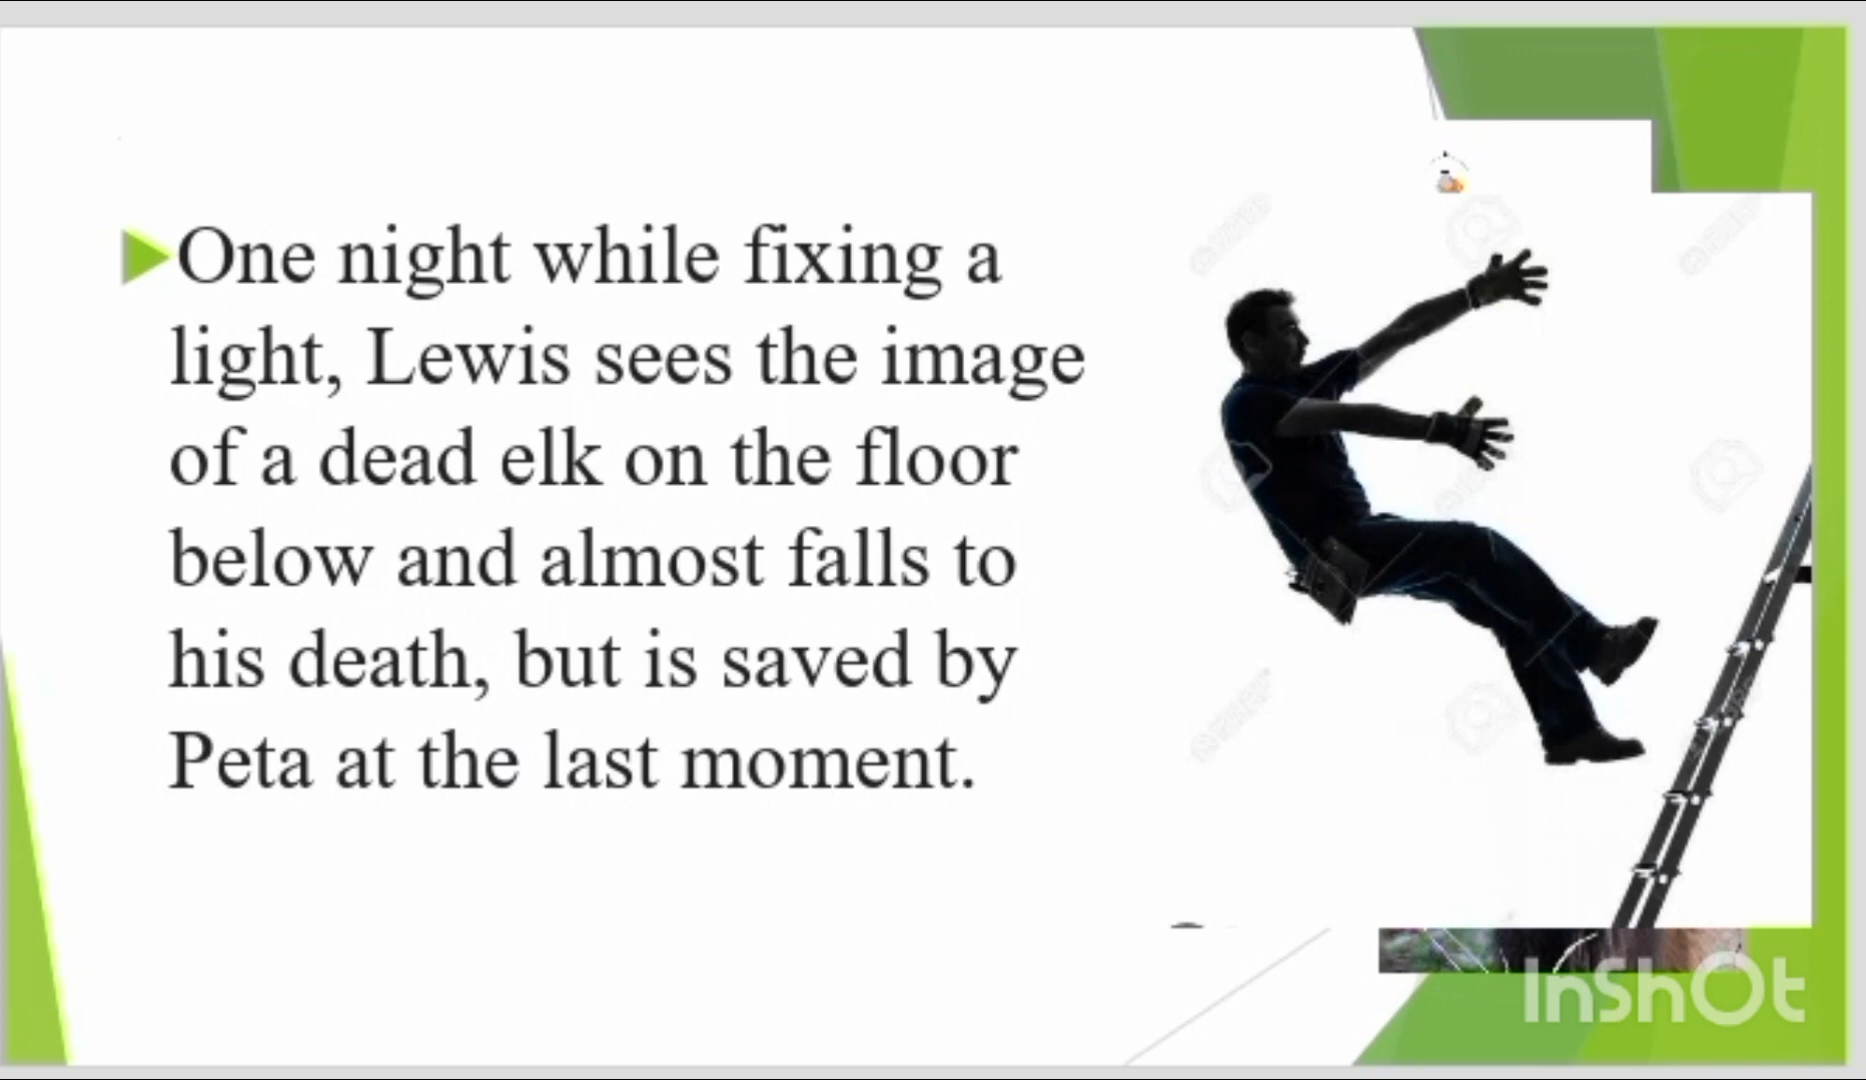 One night while fixing a
light, Lewis sees the image
of a dead elk on the floor
below and almost falls to
his death, but is saved by
Peta at the last moment.
InShOt